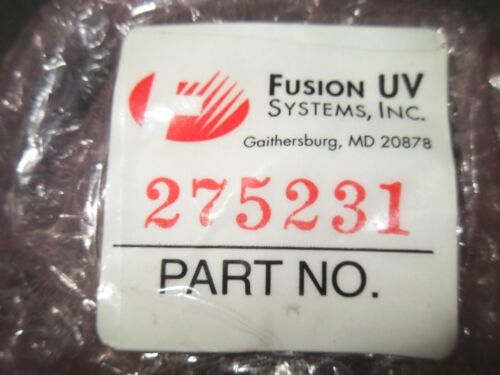 FUSION UV
SYSTEMS, INC.
Gaithersburg, MD 20878
275231
PART NO.